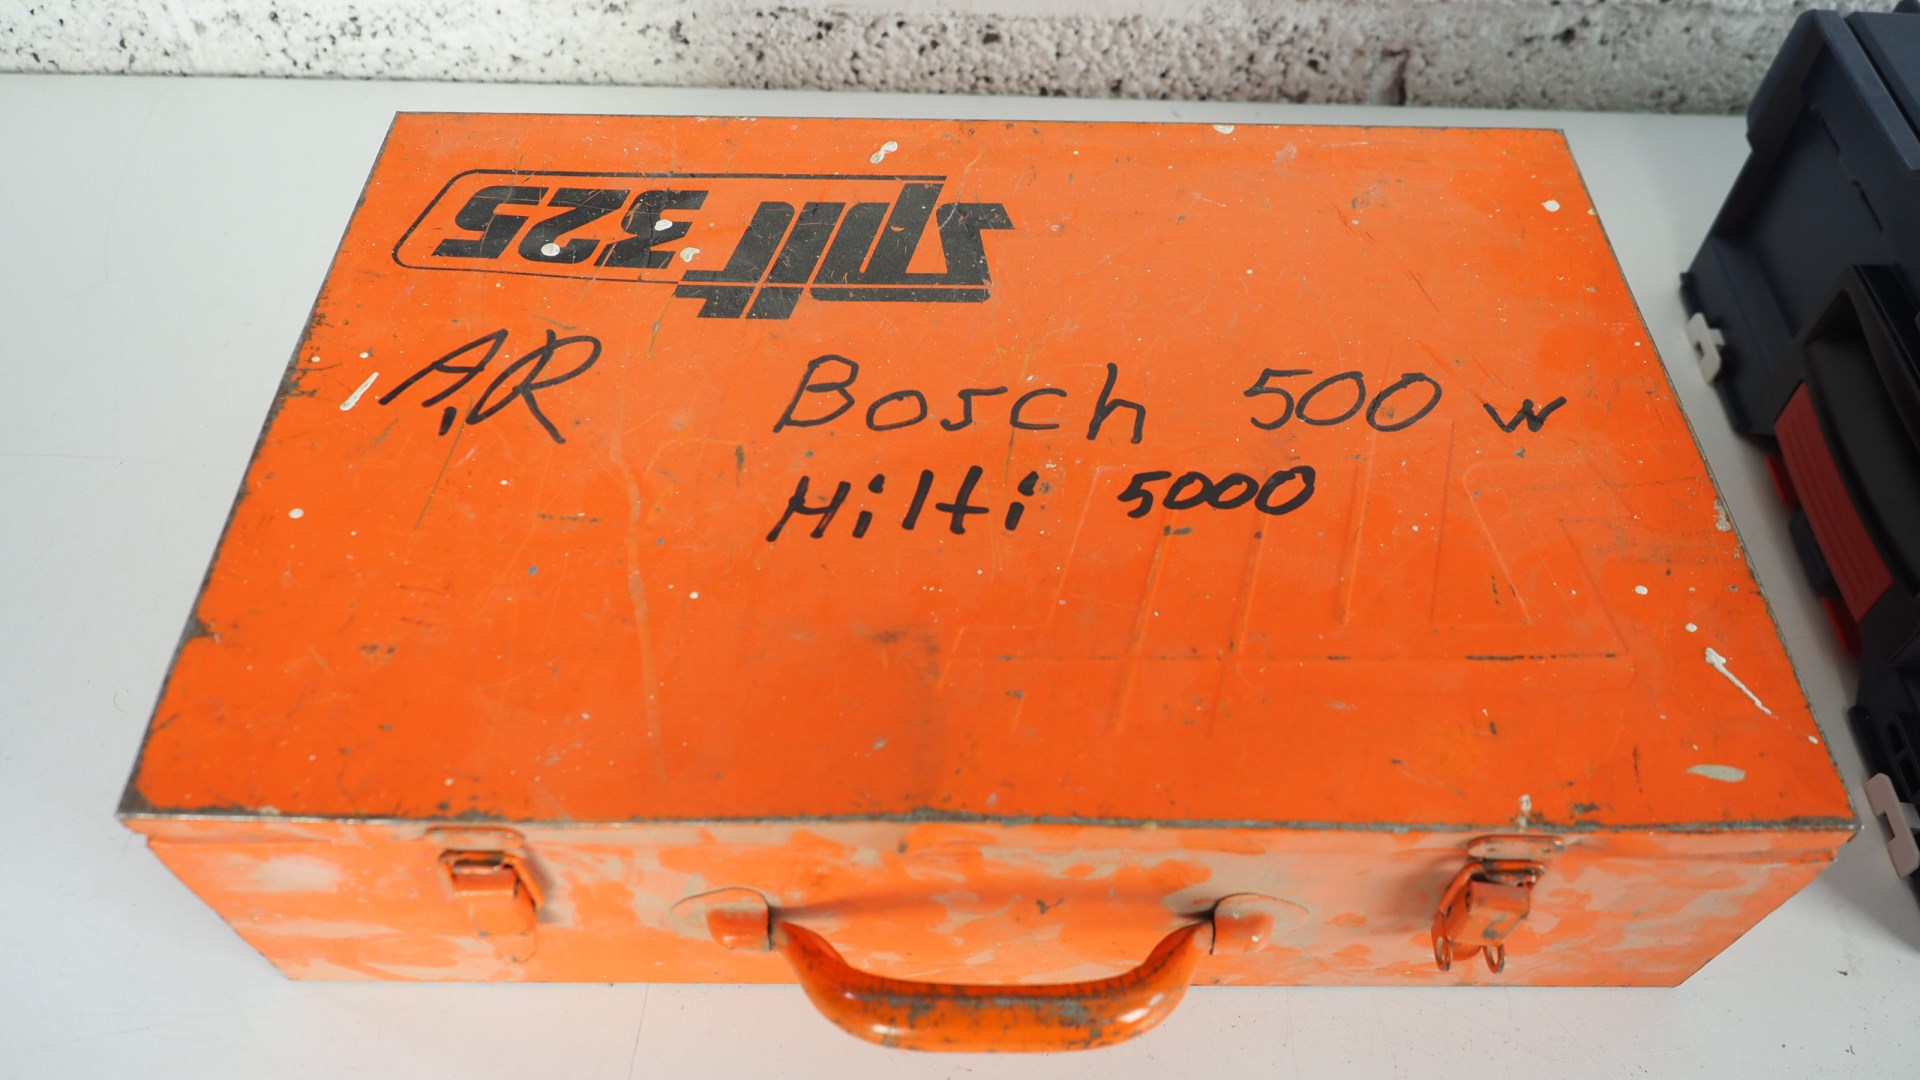 spit 325
A,R
Bosch 500 w
Hilti 5000